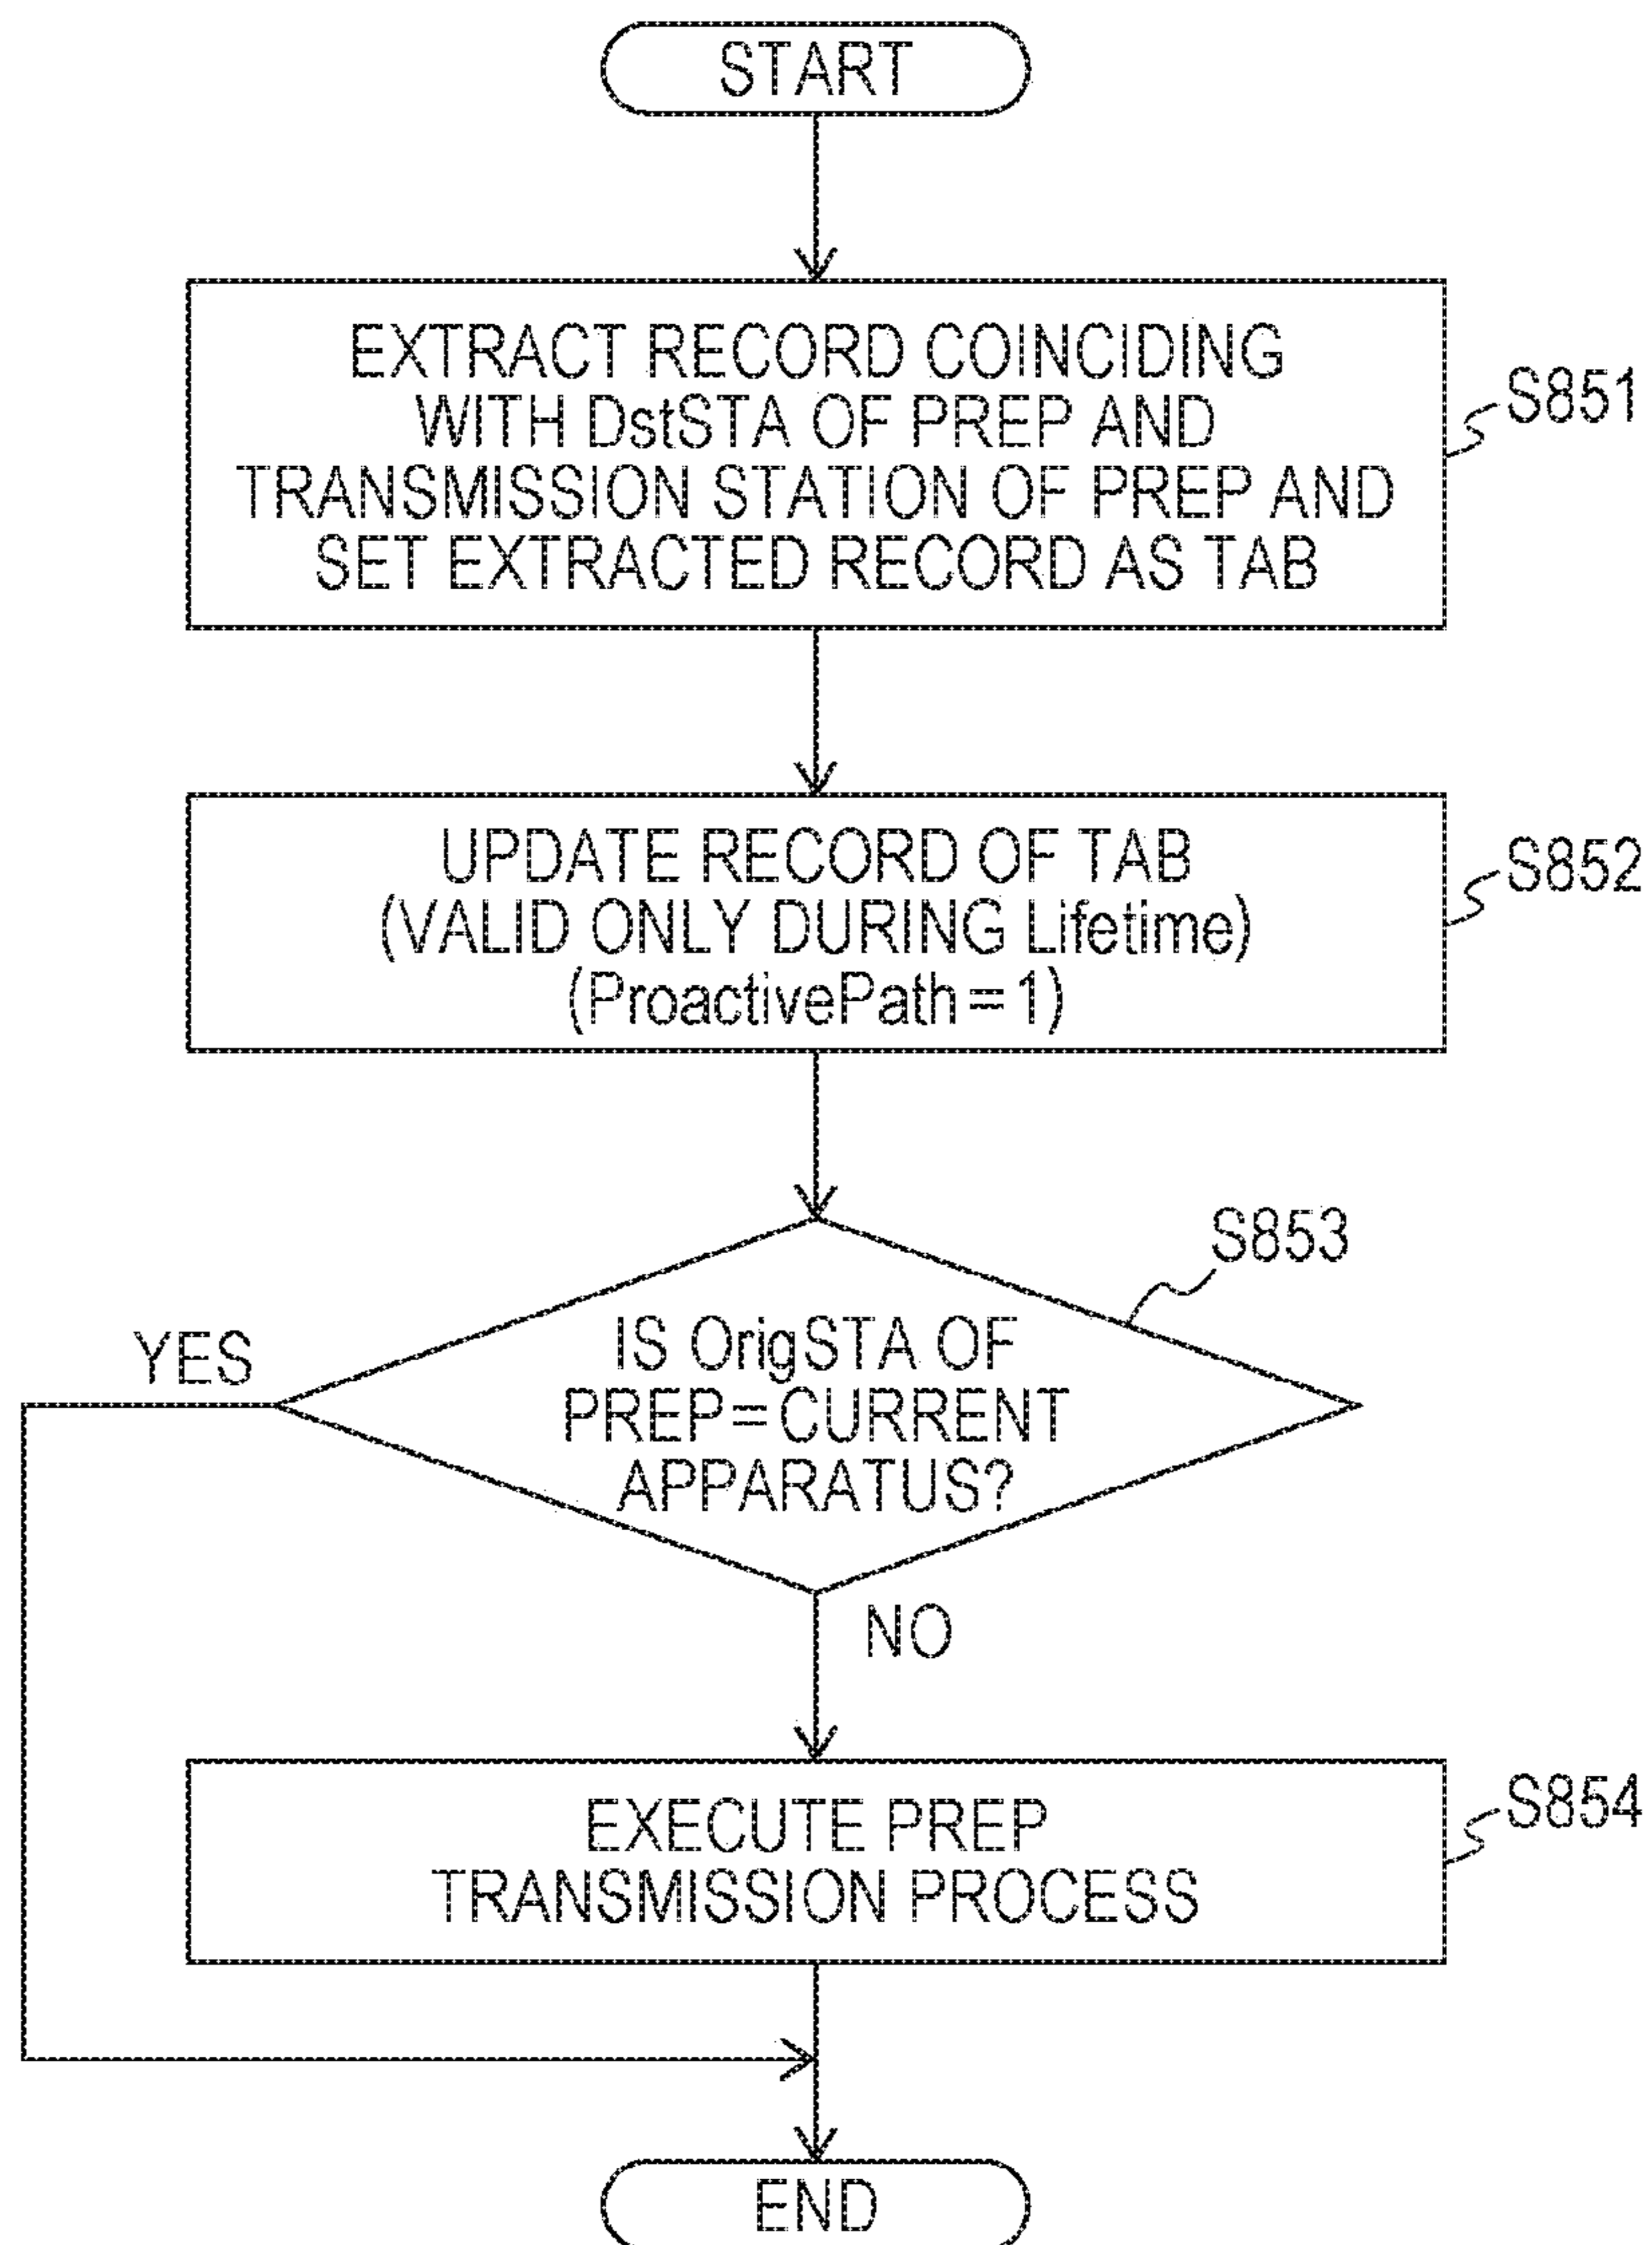 START
EXTRACT RECORD COINCIDING
WITH DstSTA OF PREP AND
TRANSMISSION STATION OF PREP AND
SET EXTRACTED RECORD AS TAB
S851
UPDATE RECORD OF TAB
(VALID ONLY DURING Lifetime)
(ProactivePath=1)
S852
S853
IS OrigSTA OF
PREP=CURRENT
APPARATUS?
YES
NO
EXECUTE PREP
TRANSMISSION PROCESS
S854
END